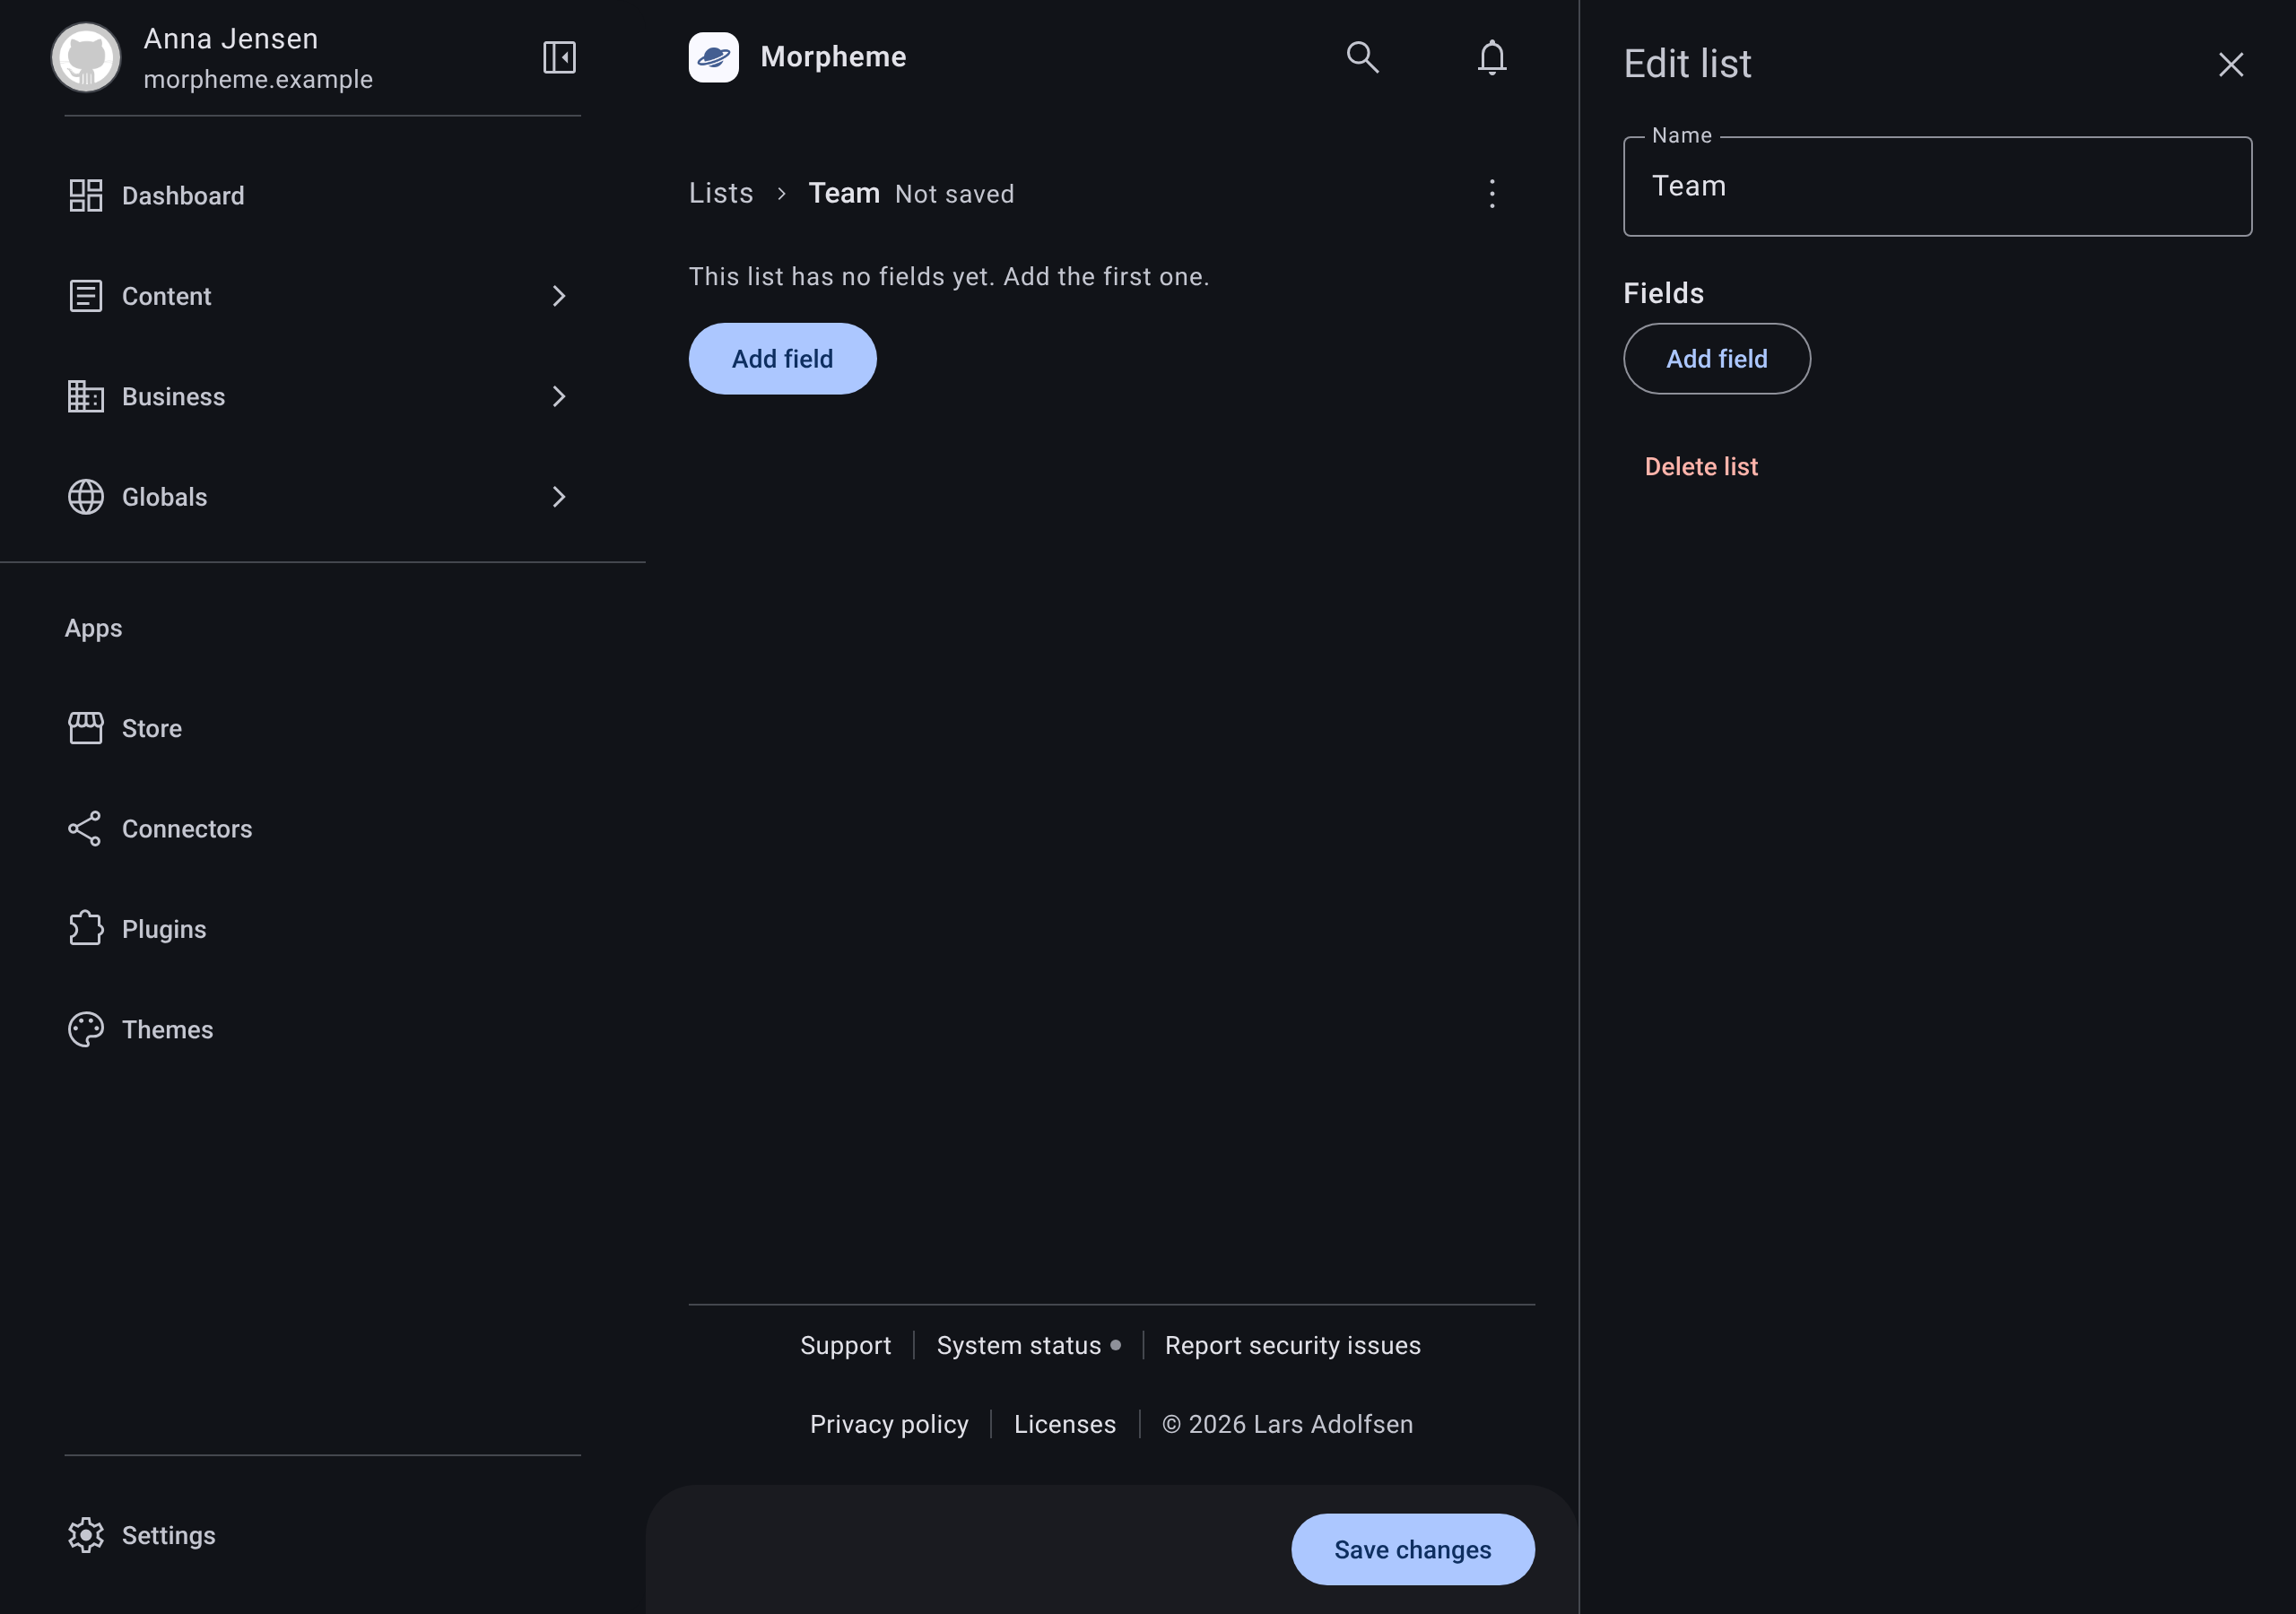 Anna Jensen
morpheme.example
Dashboard
Content
Business
Globals
Apps
Store
Connectors
Plugins
Themes
Settings
Morpheme
Lists › Team Not saved
This list has no fields yet. Add the first one.
Add field
Support | System status | Report security issues
Privacy policy | Licenses | © 2026 Lars Adolfsen
Save changes
Edit list
Name
Team
Fields
Add field
Delete list